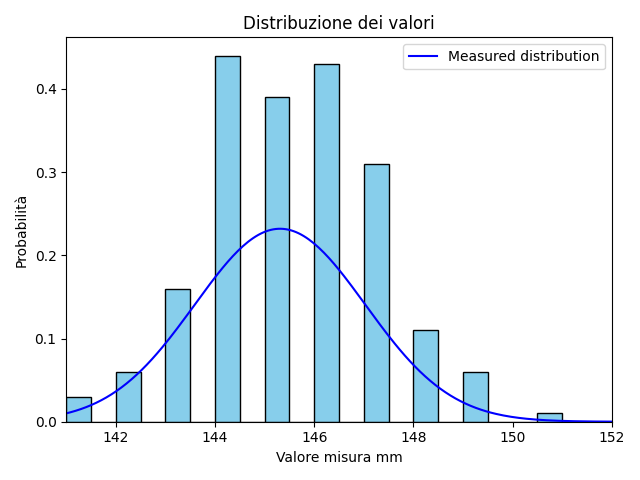 Distribuzione dei valori
Measured distribution
Probabilità
0.4
0.3
0.2
0.1
0.0
142 144 146 148 150 152
Valore misura mm